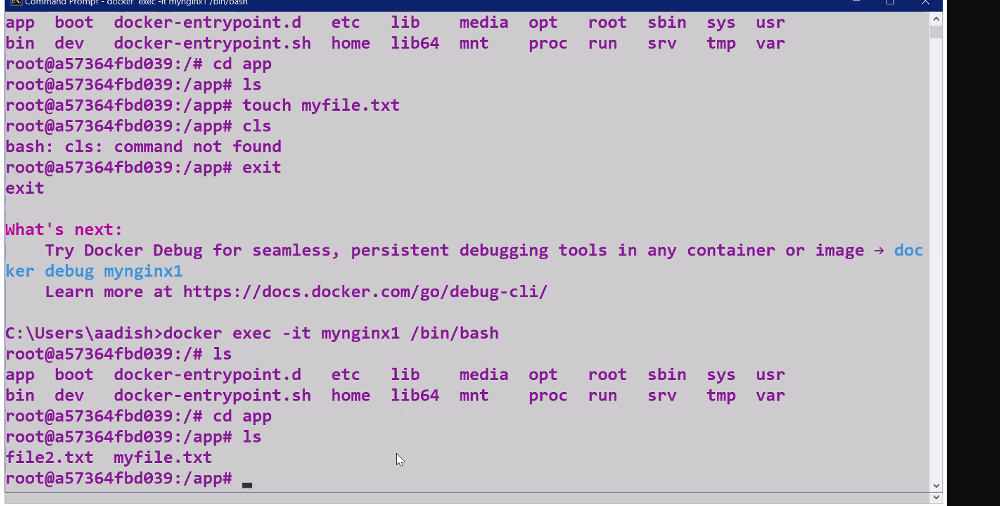 Command Prompt - docker exec -it mynginx1 /bin/bash
app boot docker-entrypoint.d etc lib media opt root sbin sys usr
bin dev docker-entrypoint.sh home lib64 mnt proc run srv tmp var
root@a57364fbd039:/# cd app
root@a57364fbd039:/app# ls
root@a57364fbd039:/app# touch myfile.txt
root@a57364fbd039:/app# cls
bash: cls: command not found
root@a57364fbd039:/app# exit
exit
What's next:
Try Docker Debug for seamless, persistent debugging tools in any container or image → doc
ker debug mynginx1
Learn more at https://docs.docker.com/go/debug-cli/
C:\Users\aadish>docker exec -it mynginx1 /bin/bash
root@a57364fbd039:/# ls
app boot docker-entrypoint.d etc lib media opt root sbin sys usr
bin dev docker-entrypoint.sh home lib64 mnt proc run srv tmp var
root@a57364fbd039:/# cd app
root@a57364fbd039:/app# ls
file2.txt myfile.txt
root@a57364fbd039:/app#